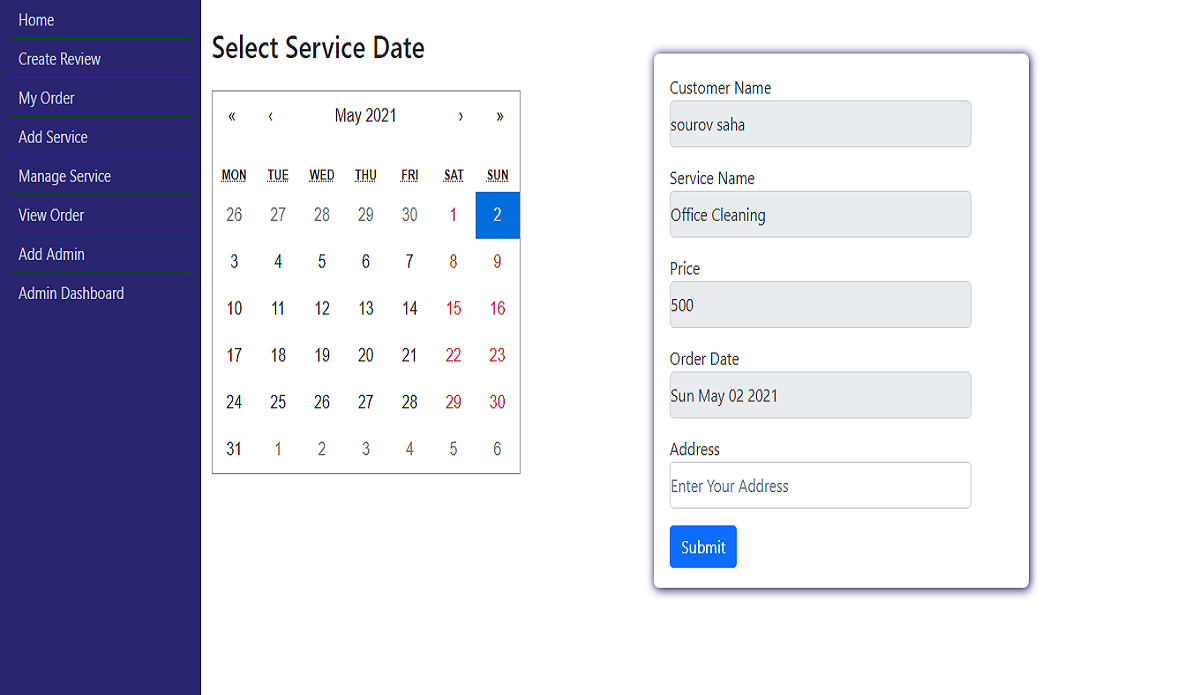 Home
Create Review
My Order
Add Service
Manage Service
View Order
Add Admin
Admin Dashboard
Select Service Date
« ‹ May 2021 › »
MON TUE WED THU FRI SAT SUN
26 27 28 29 30 1 2
3 4 5 6 7 8 9
10 11 12 13 14 15 16
17 18 19 20 21 22 23
24 25 26 27 28 29 30
31 1 2 3 4 5 6
Customer Name
sourov saha
Service Name
Office Cleaning
Price
500
Order Date
Sun May 02 2021
Address
Enter Your Address
Submit